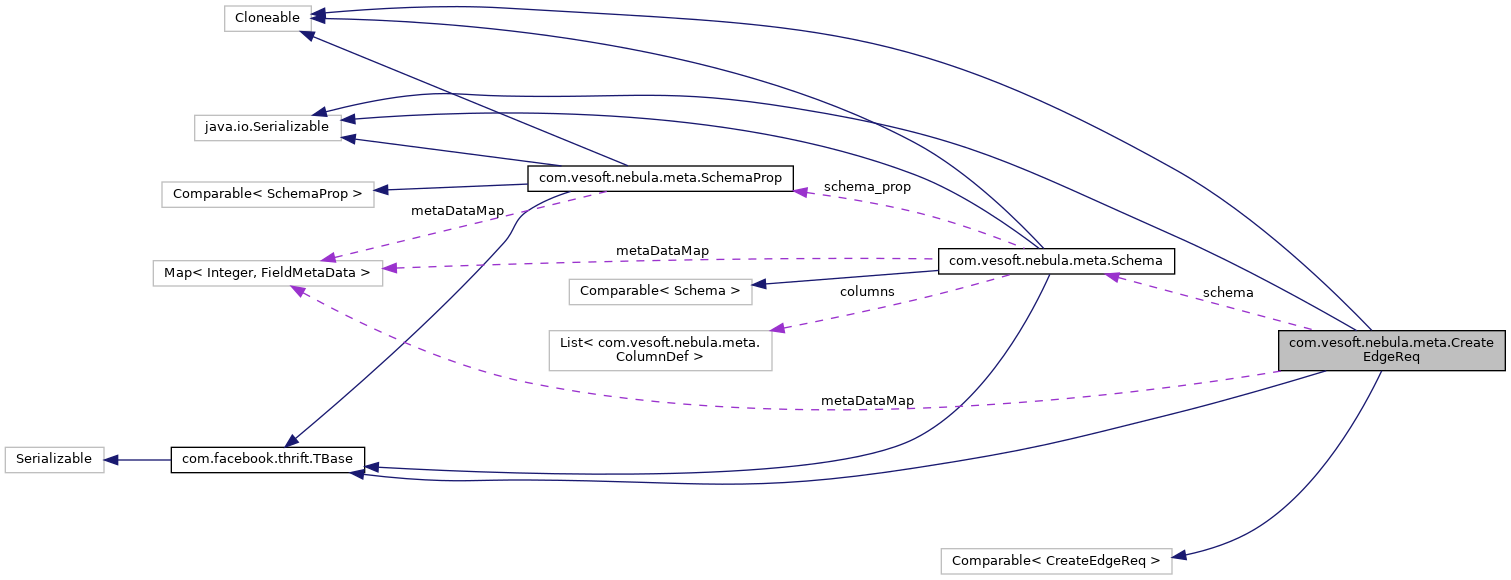 Cloneable
java.io.Serializable
com.vesoft.nebula.meta.SchemaProp
schema_prop
Comparable< SchemaProp >
metaDataMap
metaDataMap
com.vesoft.nebula.meta.Schema
Map< Integer, FieldMetaData >
Comparable< Schema >
columns
schema
List< com.vesoft.nebula.meta.
ColumnDef >
com.vesoft.nebula.meta.Create
EdgeReq
metaDataMap
Serializable
com.facebook.thrift.TBase
Comparable< CreateEdgeReq >